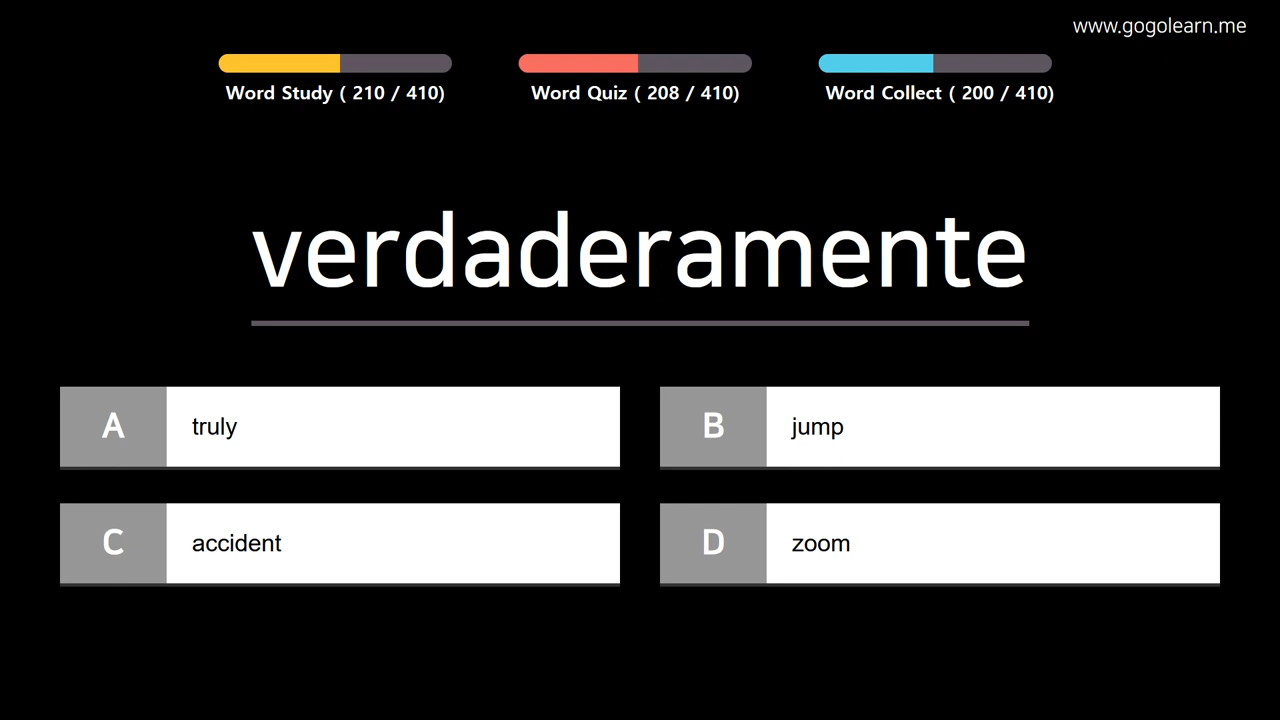 www.gogolearn.me
Word Study ( 210 / 410)
Word Quiz ( 208 / 410)
Word Collect ( 200 / 410)
verdaderamente
A truly
B jump
C accident
D zoom